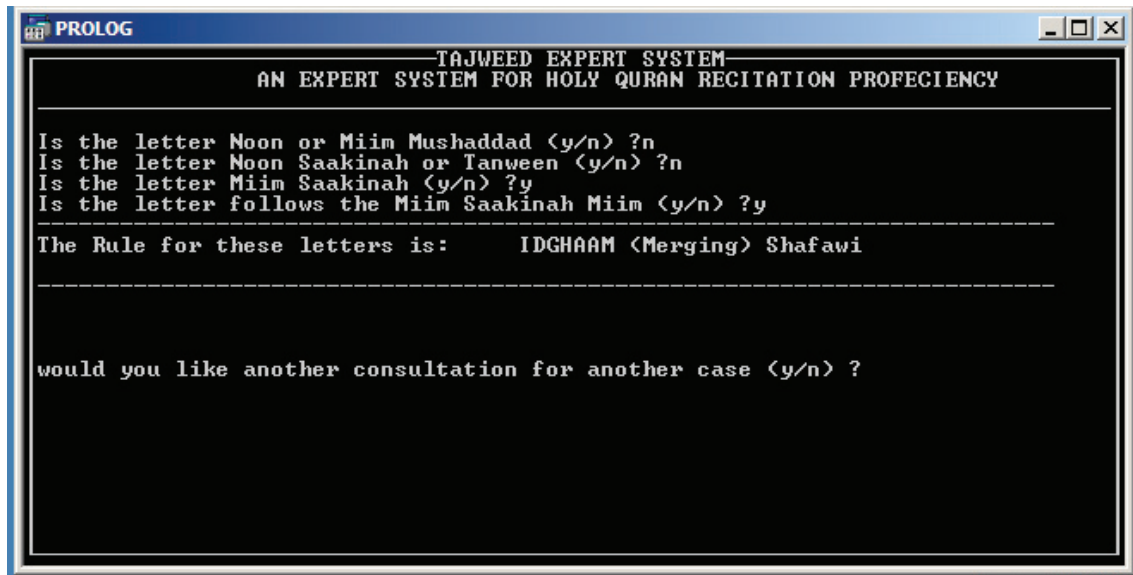 PROLOG
TAJWEED EXPERT SYSTEM
AN EXPERT SYSTEM FOR HOLY QURAN RECITATION PROFECIENCY
Is the letter Noon or Miim Mushaddad (y/n) ?n
Is the letter Noon Saakinah or Tanween (y/n) ?n
Is the letter Miim Saakinah (y/n) ?y
Is the letter follows the Miim Saakinah Miim (y/n) ?y
The Rule for these letters is: IDGHAAM (Merging) Shafawi
would you like another consultation for another case (y/n) ?